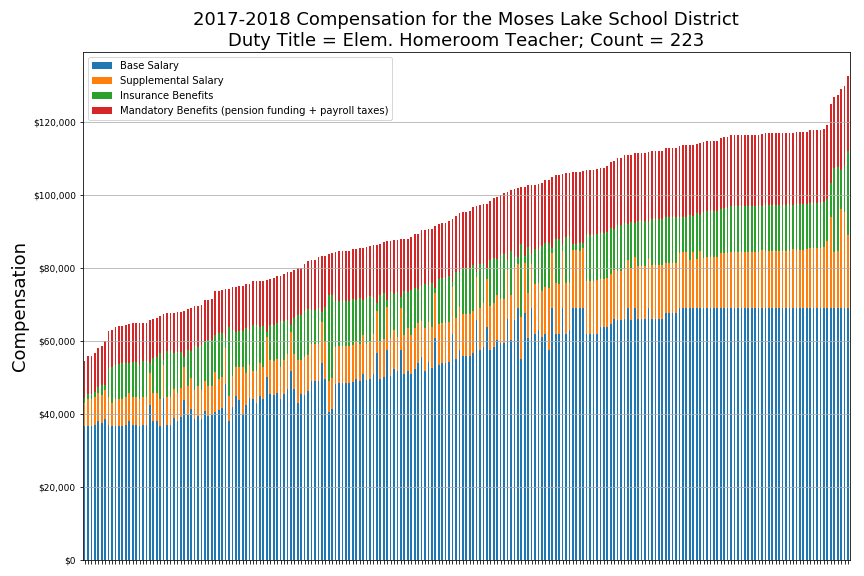 2017-2018 Compensation for the Moses Lake School District
Duty Title = Elem. Homeroom Teacher; Count = 223
Base Salary
Supplemental Salary
Insurance Benefits
Mandatory Benefits (pension funding + payroll taxes)
$120,000
$100,000
$80,000
$60,000
$40,000
$20,000
$0
Compensation